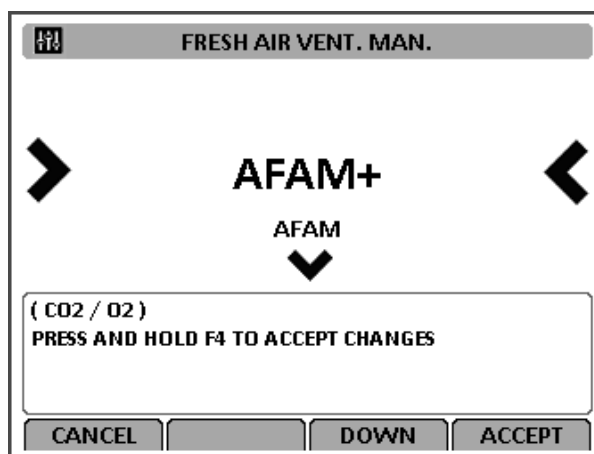 FRESH AIR VENT. MAN.
AFAM+
AFAM
( CO2 / O2 )
PRESS AND HOLD F4 TO ACCEPT CHANGES
CANCEL DOWN ACCEPT